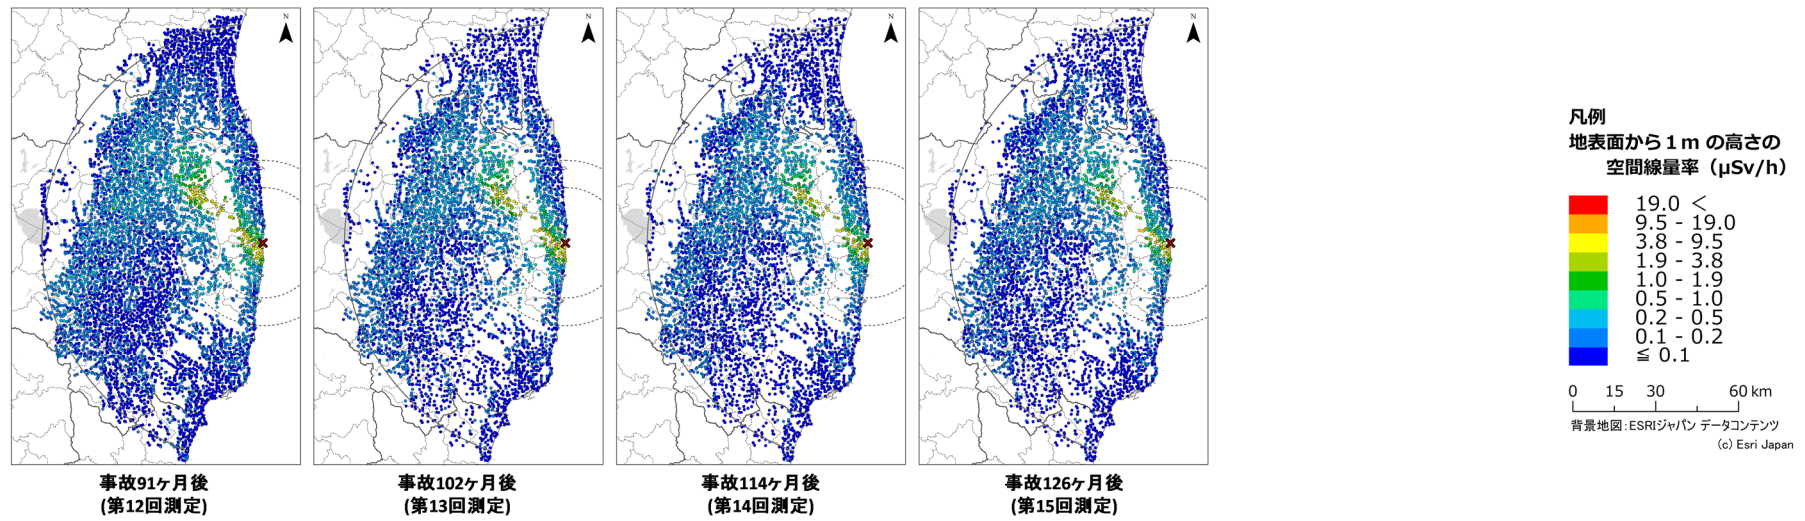 N
N
N
N
事故91ヶ月後
(第12回測定)
事故102ヶ月後
(第13回測定)
事故114ヶ月後
(第14回測定)
事故126ヶ月後
(第15回測定)
凡例
地表面から１ｍ の高さの
空間線量率（μSv/h）
19.0 ＜
9.5 - 19.0
3.8 - 9.5
1.9 - 3.8
1.0 - 1.9
0.5 - 1.0
0.2 - 0.5
0.1 - 0.2
≦ 0.1
0 15 30 60 km
背景地図：ESRIジャパン データコンテンツ
(c) Esri Japan